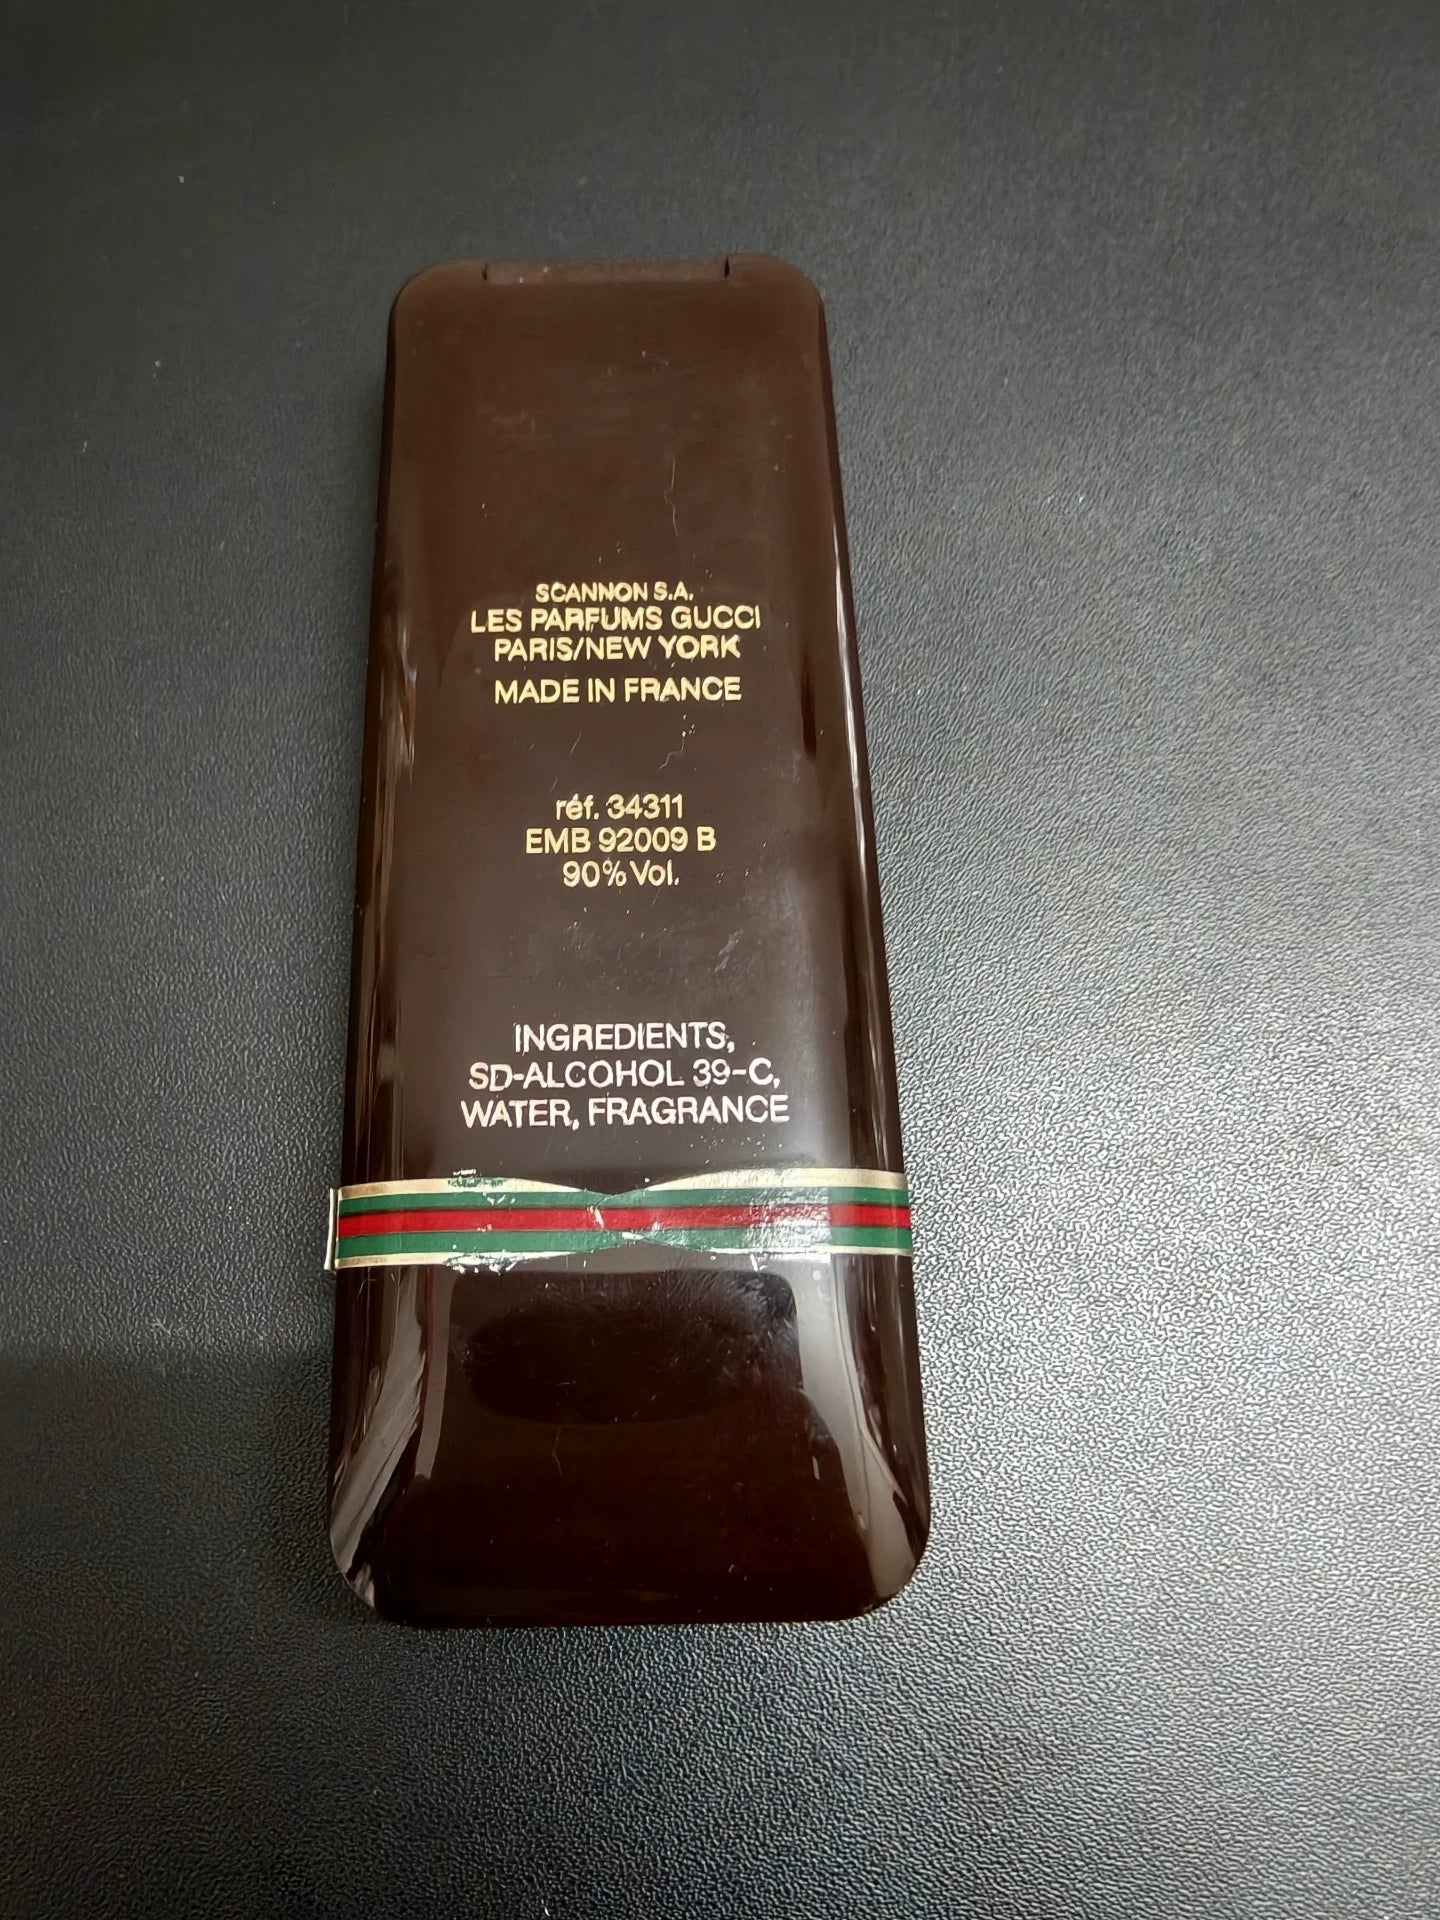 SCANNON S.A.
LES PARFUMS GUCCI
PARIS/NEW YORK
MADE IN FRANCE
réf. 34311
EMB 92009 B
90% Vol.
INGREDIENTS,
SD-ALCOHOL 39-C,
WATER, FRAGRANCE